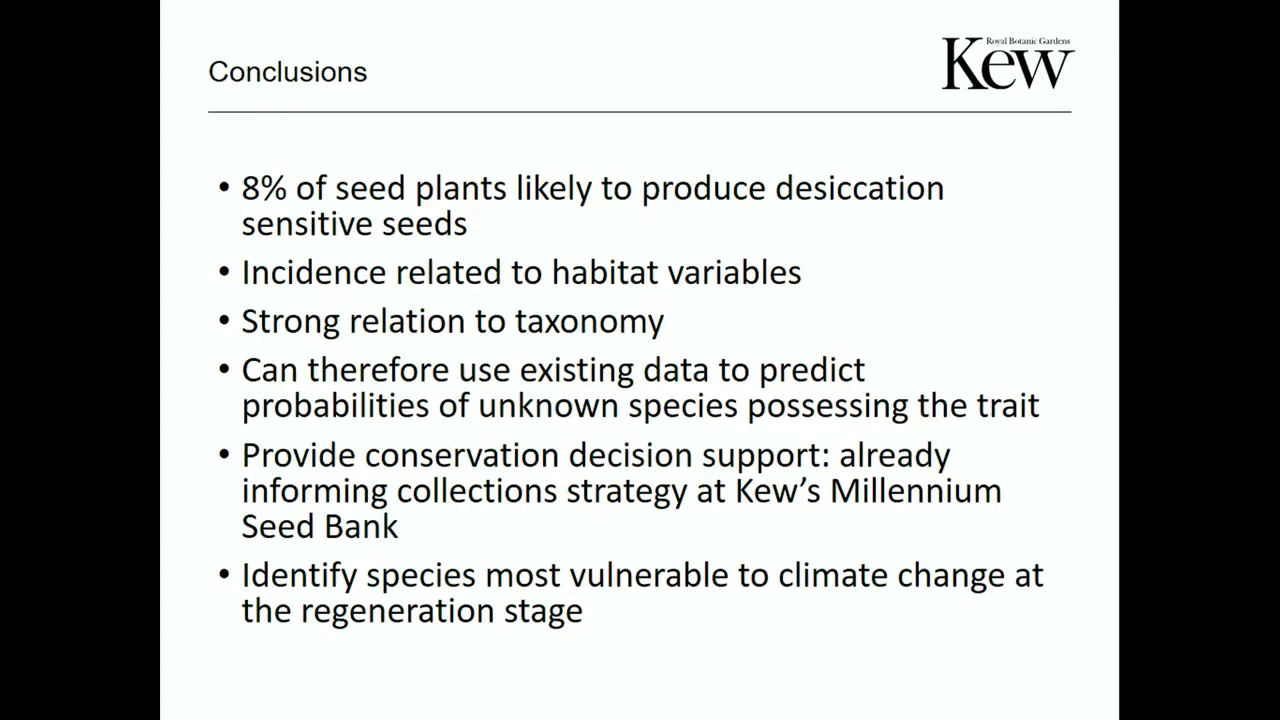 Royal Botanic Gardens
Kew
Conclusions
• 8% of seed plants likely to produce desiccation
sensitive seeds
• Incidence related to habitat variables
• Strong relation to taxonomy
• Can therefore use existing data to predict
probabilities of unknown species possessing the trait
• Provide conservation decision support: already
informing collections strategy at Kew’s Millennium
Seed Bank
• Identify species most vulnerable to climate change at
the regeneration stage